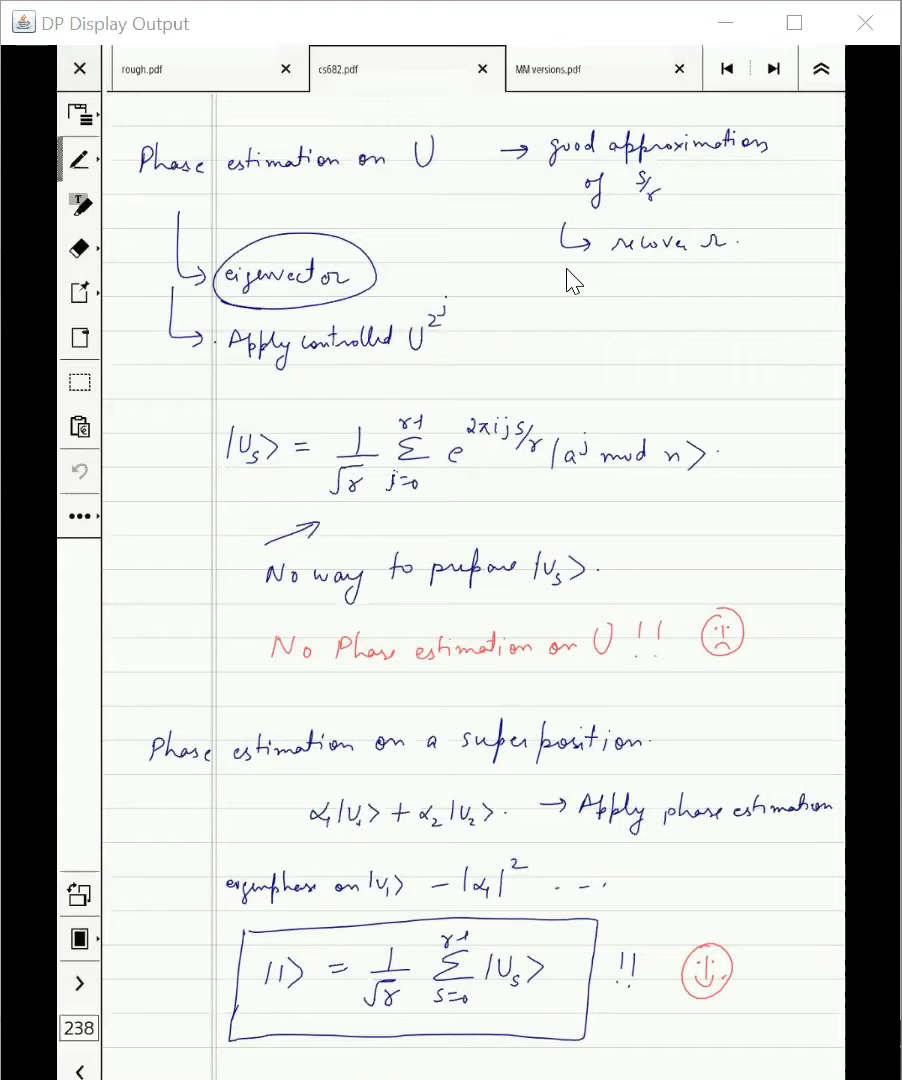 DP Display Output
rough.pdf cs682.pdf MM versions.pdf
Phase estimation on U → good approximations
of s/r
↳ recover r.
↳ eigenvector
↳ . Apply controlled U^{2^j}
|U_s⟩ = 1/√r Σ_{j=0}^{r-1} e^{2πijs/r} |a^j mod n⟩.
No way to prepare |U_s⟩.
No Phase estimation on U !!
Phase estimation on a superposition.
α_1|U_1⟩ + α_2|U_2⟩. → Apply phase estimation
eigenphase on |U_1⟩ - |α_1|^2 . - - .
|1⟩ = 1/√r Σ_{s=0}^{r-1} |U_s⟩ !!
238